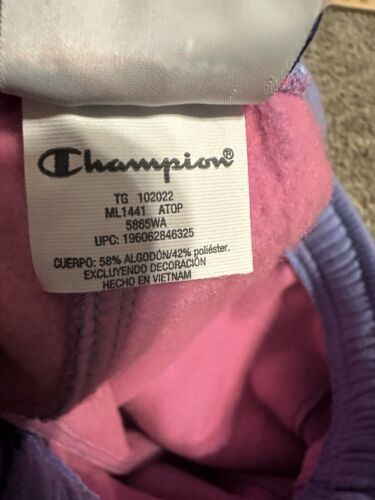 Champion®
TG 102022
ML1441 ATOP
5865WA
UPC: 196062846325
CUERPO: 58% ALGODÓN/42% poliéster.
EXCLUYENDO DECORACIÓN
HECHO EN VIETNAM